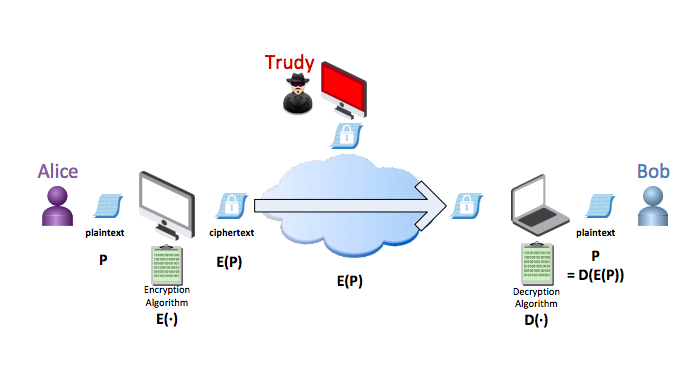 Trudy
Alice
Bob
plaintext
ciphertext
plaintext
P
E(P)
E(P)
P
= D(E(P))
Encryption
Algorithm
E(·)
Decryption
Algorithm
D(·)